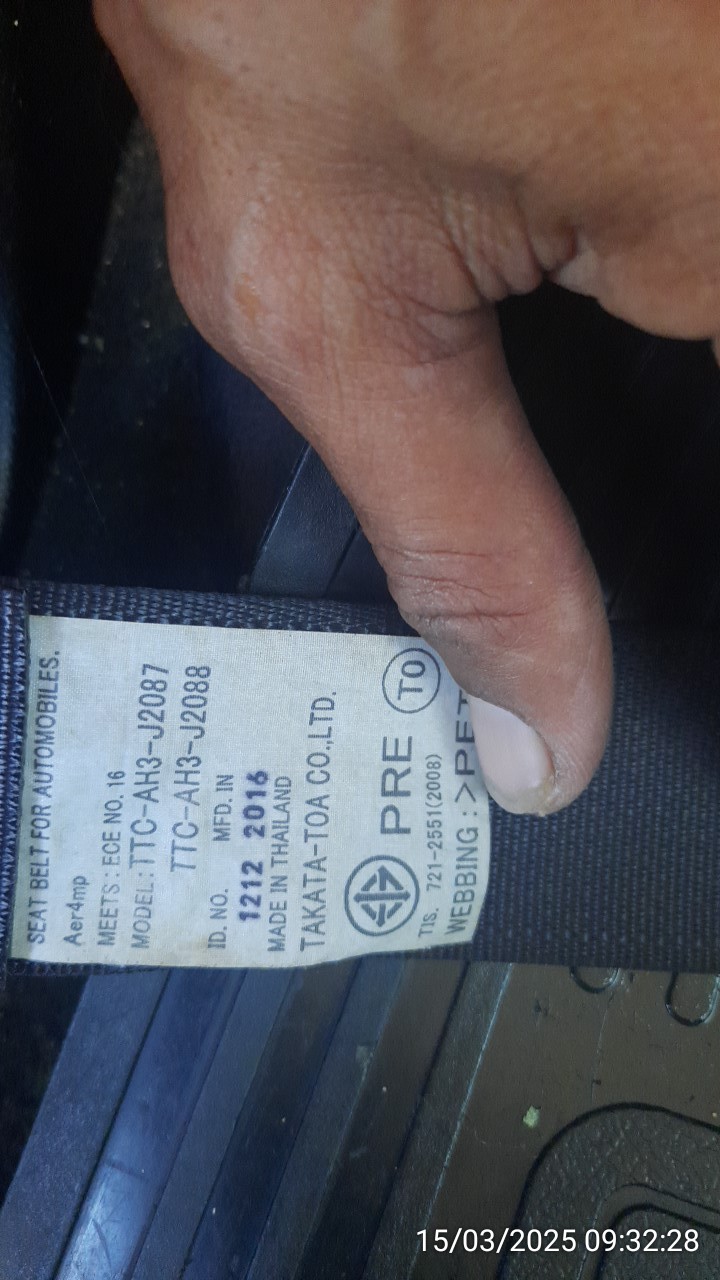 SEAT BELT FOR AUTOMOBILES.
Aer4mp
MEETS : ECE NO. 16
MODEL : TTC-AH3-J2087
TTC-AH3-J2088
ID. NO. MFD. IN
1212 2016
MADE IN THAILAND
TAKATA-TOA CO.,LTD.
PRE TO
TIS. 721-2551(2008)
WEBBING : >PET
15/03/2025 09:32:28